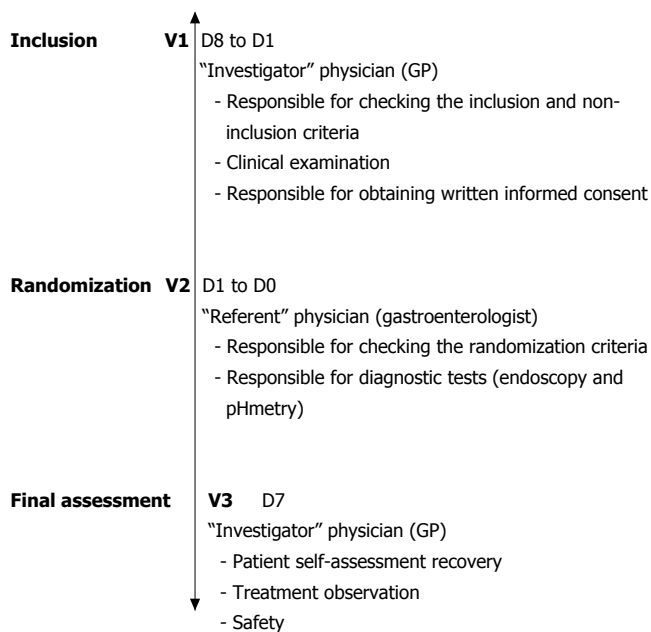 Inclusion V1 D8 to D1
“Investigator” physician (GP)
- Responsible for checking the inclusion and non-
inclusion criteria
- Clinical examination
- Responsible for obtaining written informed consent
Randomization V2 D1 to D0
“Referent” physician (gastroenterologist)
- Responsible for checking the randomization criteria
- Responsible for diagnostic tests (endoscopy and
pHmetry)
Final assessment V3 D7
“Investigator” physician (GP)
- Patient self-assessment recovery
- Treatment observation
- Safety